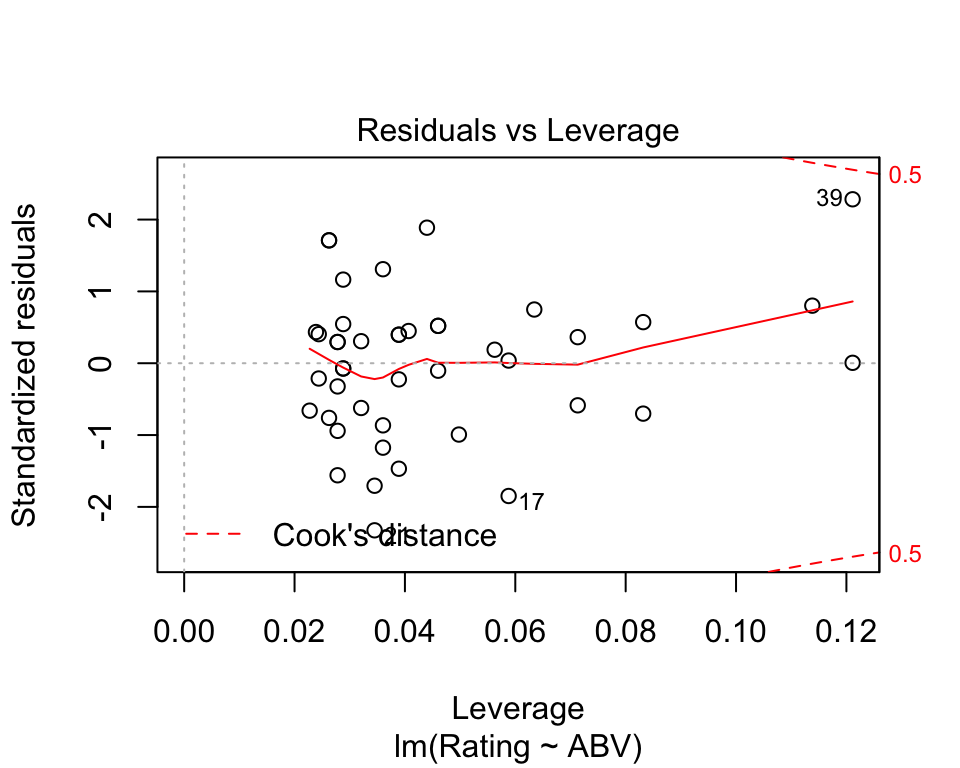 Residuals vs Leverage
Standardized residuals
2
1
0
-1
-2
0.5
39
17
21
Cook's distance
0.5
0.00 0.02 0.04 0.06 0.08 0.10 0.12
Leverage
lm(Rating ~ ABV)